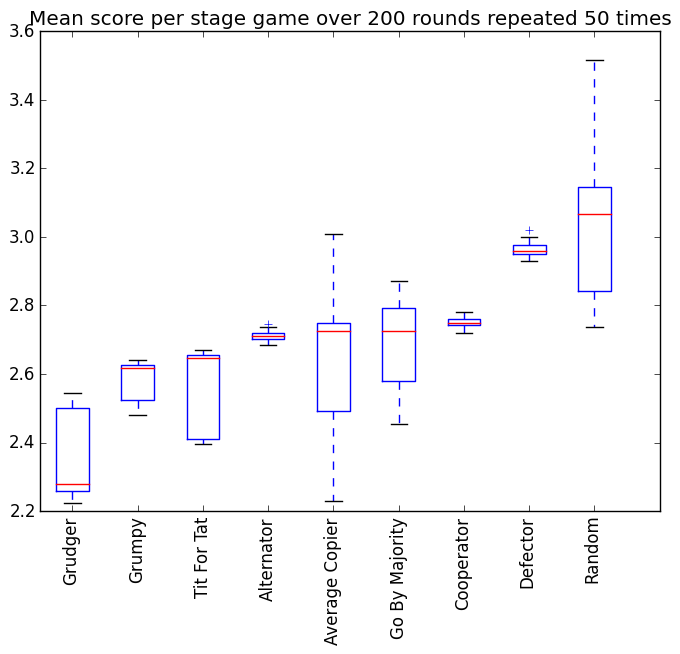 Mean score per stage game over 200 rounds repeated 50 times
3.6
3.4
3.2
3.0
2.8
2.6
2.4
2.2
Grudger
Grumpy
Tit For Tat
Alternator
Average Copier
Go By Majority
Cooperator
Defector
Random